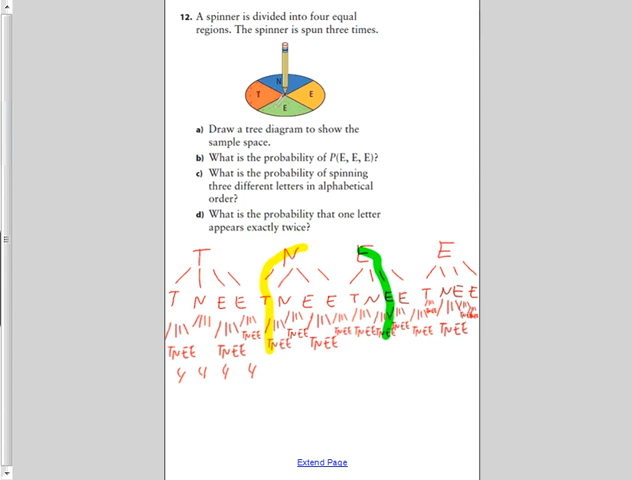 12. A spinner is divided into four equal
regions. The spinner is spun three times.
N
T E
E
a) Draw a tree diagram to show the
sample space.
b) What is the probability of P(E, E, E)?
c) What is the probability of spinning
three different letters in alphabetical
order?
d) What is the probability that one letter
appears exactly twice?
T N E E
T N E E T N E E T N E E T N E E
TNEE TNEE TNEE TNEE TNEE TNEE TNEE TNEE TNEE TNEE TNEE
4 4 4 4
Extend Page